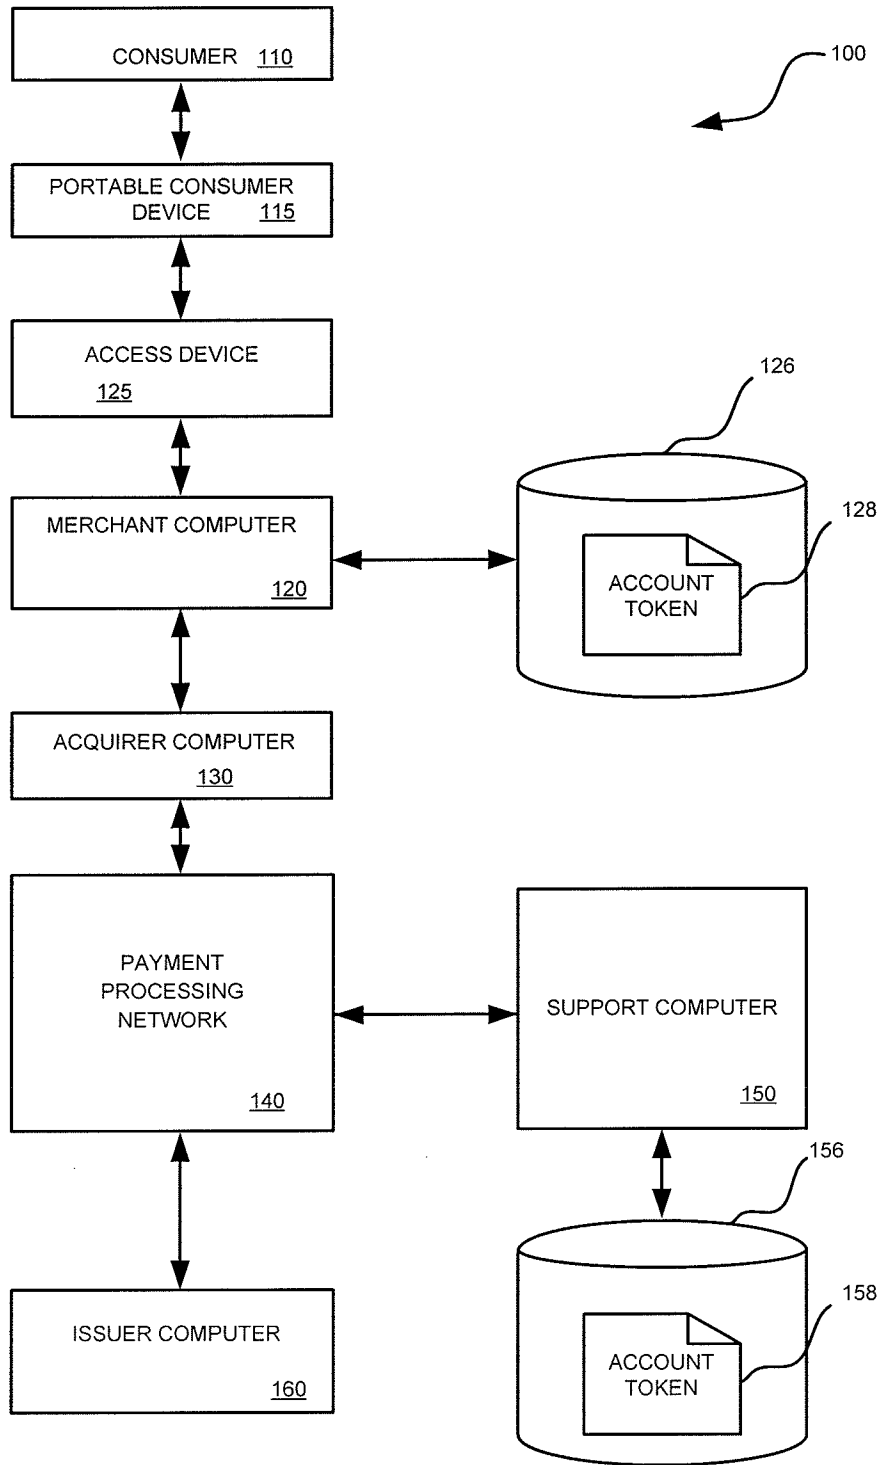 CONSUMER 110
100
PORTABLE CONSUMER
DEVICE 115
ACCESS DEVICE
125
126
MERCHANT COMPUTER
120
128
ACCOUNT
TOKEN
ACQUIRER COMPUTER
130
PAYMENT
PROCESSING
NETWORK
140
SUPPORT COMPUTER
150
156
ISSUER COMPUTER
160
158
ACCOUNT
TOKEN